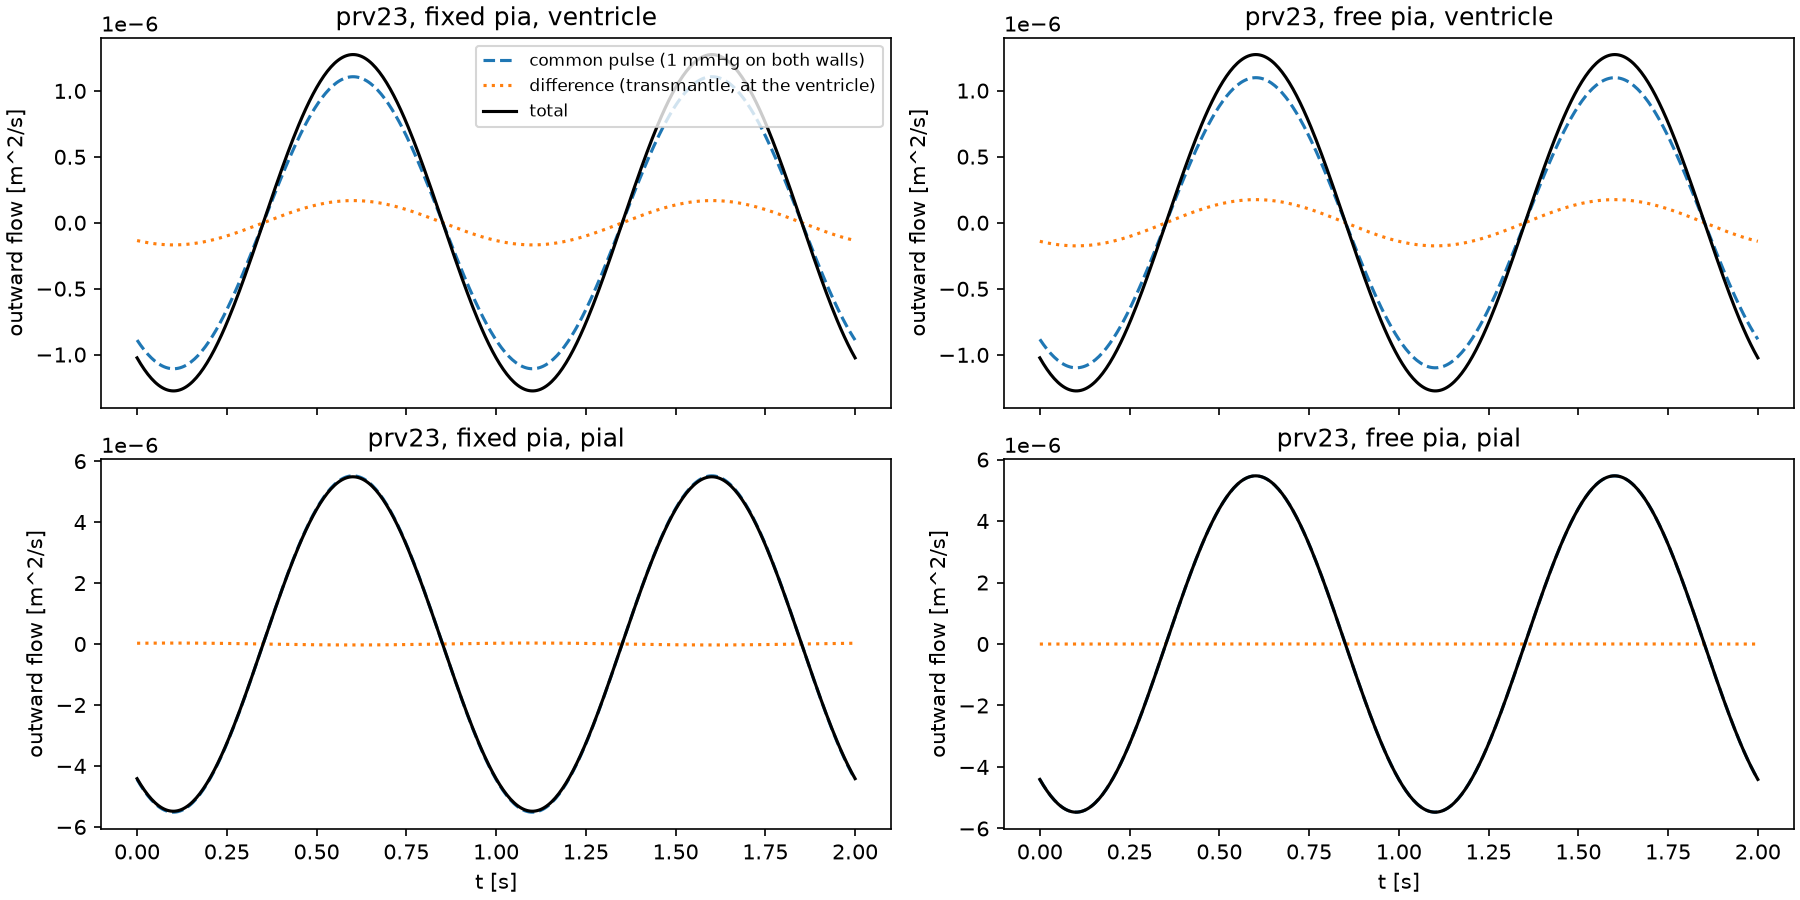 prv23, fixed pia, ventricle
1e−6
outward flow [m^2/s]
1.0
0.5
0.0
−0.5
−1.0
common pulse (1 mmHg on both walls)
difference (transmantle, at the ventricle)
total
prv23, free pia, ventricle
1e−6
outward flow [m^2/s]
1.0
0.5
0.0
−0.5
−1.0
prv23, fixed pia, pial
1e−6
outward flow [m^2/s]
6
4
2
0
−2
−4
−6
0.00 0.25 0.50 0.75 1.00 1.25 1.50 1.75 2.00
t [s]
prv23, free pia, pial
1e−6
outward flow [m^2/s]
6
4
2
0
−2
−4
−6
0.00 0.25 0.50 0.75 1.00 1.25 1.50 1.75 2.00
t [s]